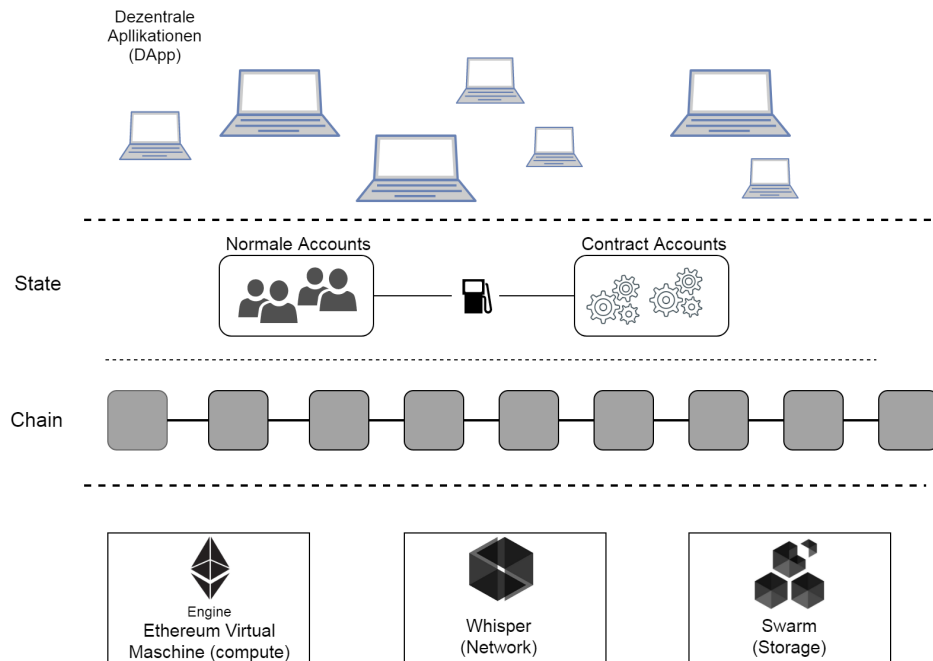 Dezentrale
Apllikationen
(DApp)
Normale Accounts
Contract Accounts
State
Chain
Engine
Ethereum Virtual
Maschine (compute)
Whisper
(Network)
Swarm
(Storage)